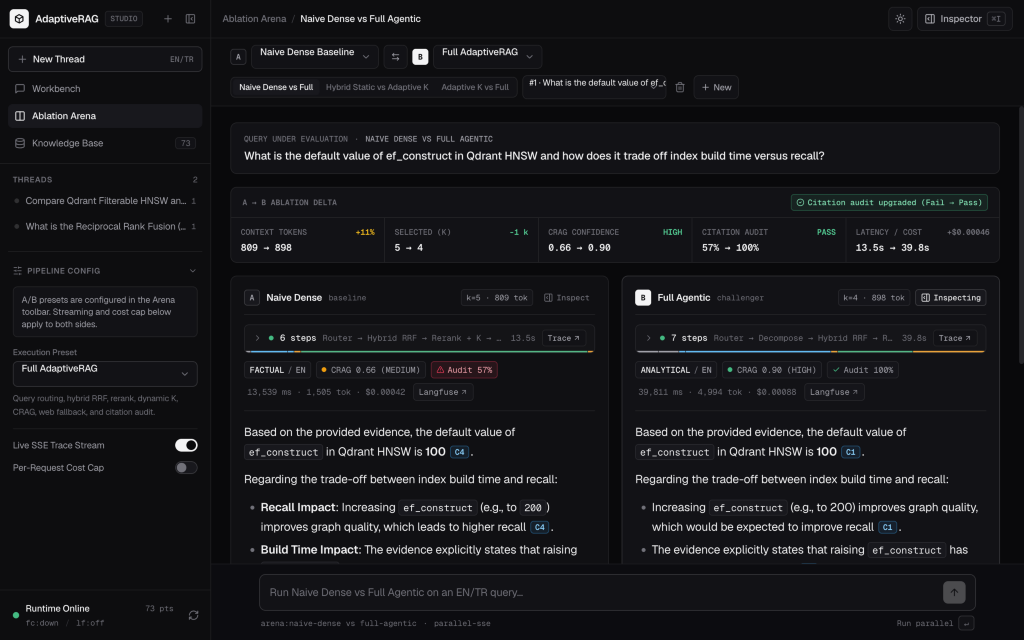 AdaptiveRAG STUDIO
New Thread EN/TR
Workbench
Ablation Arena
Knowledge Base 73
THREADS 2
Compare Qdrant Filterable HNSW an... 1
What is the Reciprocal Rank Fusion (... 1
PIPELINE CONFIG
A/B presets are configured in the Arena
toolbar. Streaming and cost cap below
apply to both sides.
Execution Preset
Full AdaptiveRAG
Query routing, hybrid RRF, rerank, dynamic K,
CRAG, web fallback, and citation audit.
Live SSE Trace Stream
Per-Request Cost Cap
Runtime Online 73 pts
fc:down / lf:off
Ablation Arena / Naive Dense vs Full Agentic
Inspector ⌘I
A Naive Dense Baseline B Full AdaptiveRAG
Naive Dense vs Full Hybrid Static vs Adaptive K Adaptive K vs Full #1 · What is the default value of ef_c + New
QUERY UNDER EVALUATION · NAIVE DENSE VS FULL AGENTIC
What is the default value of ef_construct in Qdrant HNSW and how does it trade off index build time versus recall?
A → B ABLATION DELTA Citation audit upgraded (Fail → Pass)
CONTEXT TOKENS +11% SELECTED (K) -1 k CRAG CONFIDENCE HIGH CITATION AUDIT PASS LATENCY / COST +$0.00046
809 → 898 5 → 4 0.66 → 0.90 57% → 100% 13.5s → 39.8s
A Naive Dense baseline k=5 · 809 tok Inspect
6 steps Router → Hybrid RRF → Rerank + K → … 13.5s Trace ↗
FACTUAL / EN CRAG 0.66 (MEDIUM) Audit 57%
13,539 ms · 1,505 tok · $0.00042 Langfuse ↗
Based on the provided evidence, the default value of
ef_construct in Qdrant HNSW is 100 C4 .
Regarding the trade-off between index build time and recall:
• Recall Impact: Increasing ef_construct (e.g., to 200 )
improves graph quality, which leads to higher recall C4 .
• Build Time Impact: The evidence explicitly states that raising
B Full Agentic challenger k=4 · 898 tok Inspecting
7 steps Router → Decompose → Hybrid RRF → R… 39.8s Trace ↗
ANALYTICAL / EN CRAG 0.90 (HIGH) Audit 100%
39,811 ms · 4,994 tok · $0.00088 Langfuse ↗
Based on the provided evidence, the default value of
ef_construct in Qdrant HNSW is 100 C1 .
Regarding the trade-off between index build time and recall:
• Increasing ef_construct (e.g., to 200) improves graph quality,
which would be expected to improve recall C1 .
• The evidence explicitly states that raising ef_construct has
Run Naive Dense vs Full Agentic on an EN/TR query...
arena:naive-dense vs full-agentic · parallel-sse Run parallel